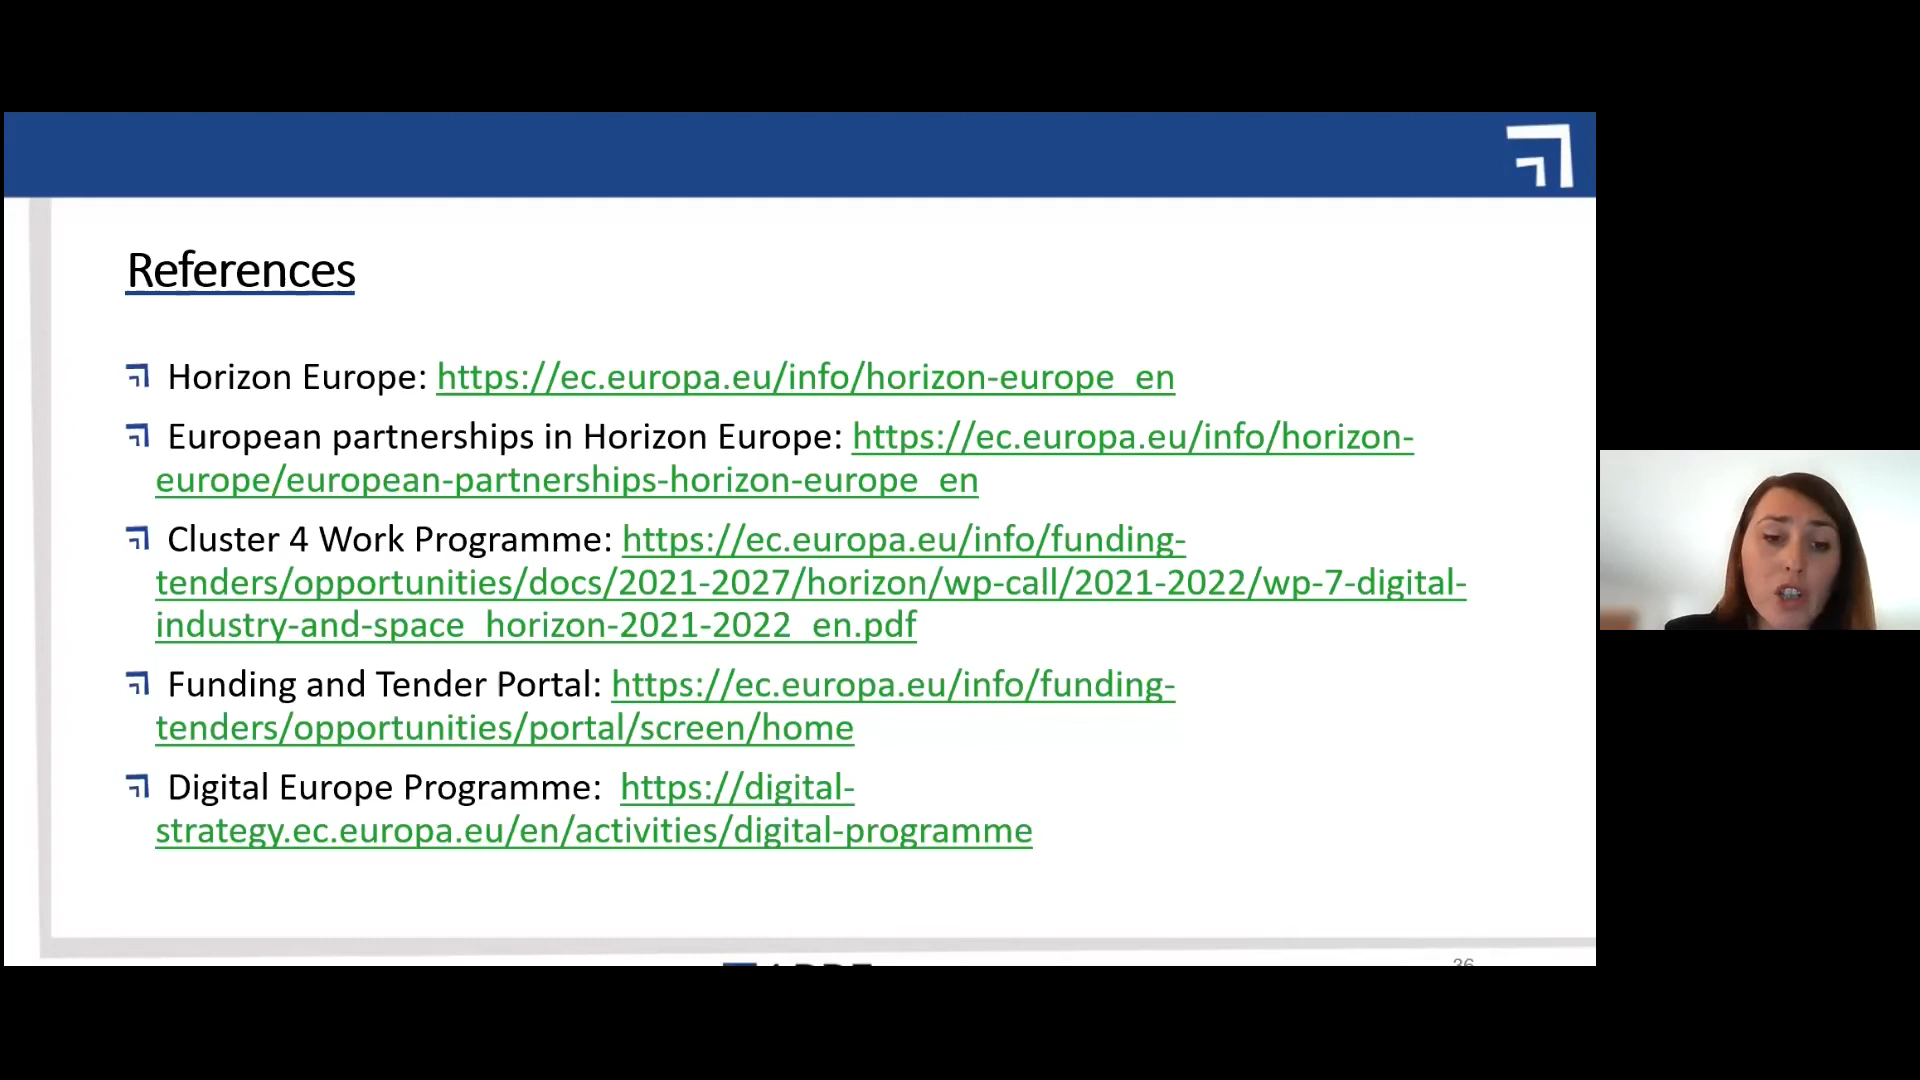 References
Horizon Europe: https://ec.europa.eu/info/horizon-europe_en
European partnerships in Horizon Europe: https://ec.europa.eu/info/horizon-
europe/european-partnerships-horizon-europe_en
Cluster 4 Work Programme: https://ec.europa.eu/info/funding-
tenders/opportunities/docs/2021-2027/horizon/wp-call/2021-2022/wp-7-digital-
industry-and-space_horizon-2021-2022_en.pdf
Funding and Tender Portal: https://ec.europa.eu/info/funding-
tenders/opportunities/portal/screen/home
Digital Europe Programme: https://digital-
strategy.ec.europa.eu/en/activities/digital-programme
36